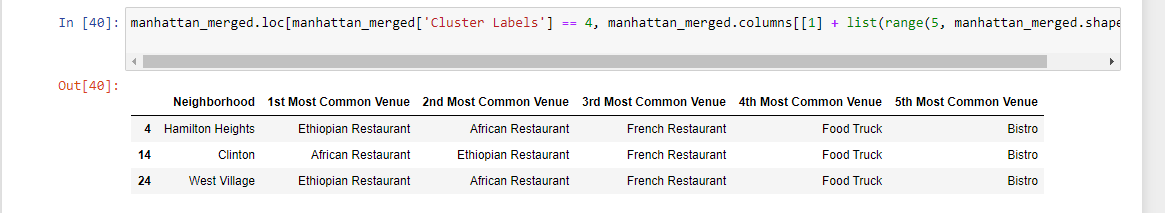 In [40]: manhattan_merged.loc[manhattan_merged['Cluster Labels'] == 4, manhattan_merged.columns[[1] + list(range(5, manhattan_merged.shape
Out[40]:
Neighborhood 1st Most Common Venue 2nd Most Common Venue 3rd Most Common Venue 4th Most Common Venue 5th Most Common Venue
4 Hamilton Heights Ethiopian Restaurant African Restaurant French Restaurant Food Truck Bistro
14 Clinton African Restaurant Ethiopian Restaurant French Restaurant Food Truck Bistro
24 West Village Ethiopian Restaurant African Restaurant French Restaurant Food Truck Bistro